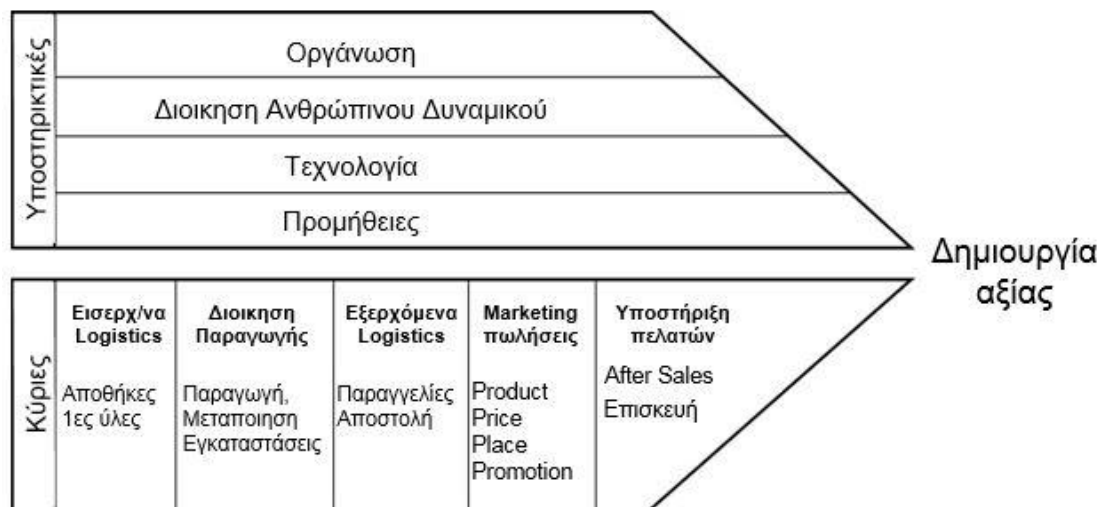 Υποστηρικτικές
Οργάνωση
Διοικηση Ανθρώπινου Δυναμικού
Τεχνολογία
Προμήθειες
Δημιουργία
αξίας
Κύριες
Εισερχ/να
Logistics
Αποθήκες
1ες ύλες
Διοικηση
Παραγωγής
Παραγωγή,
Μεταποιηση
Εγκαταστάσεις
Εξερχόμενα
Logistics
Παραγγελίες
Αποστολή
Marketing
πωλήσεις
Product
Price
Place
Promotion
Υποστήριξη
πελατών
After Sales
Επισκευή